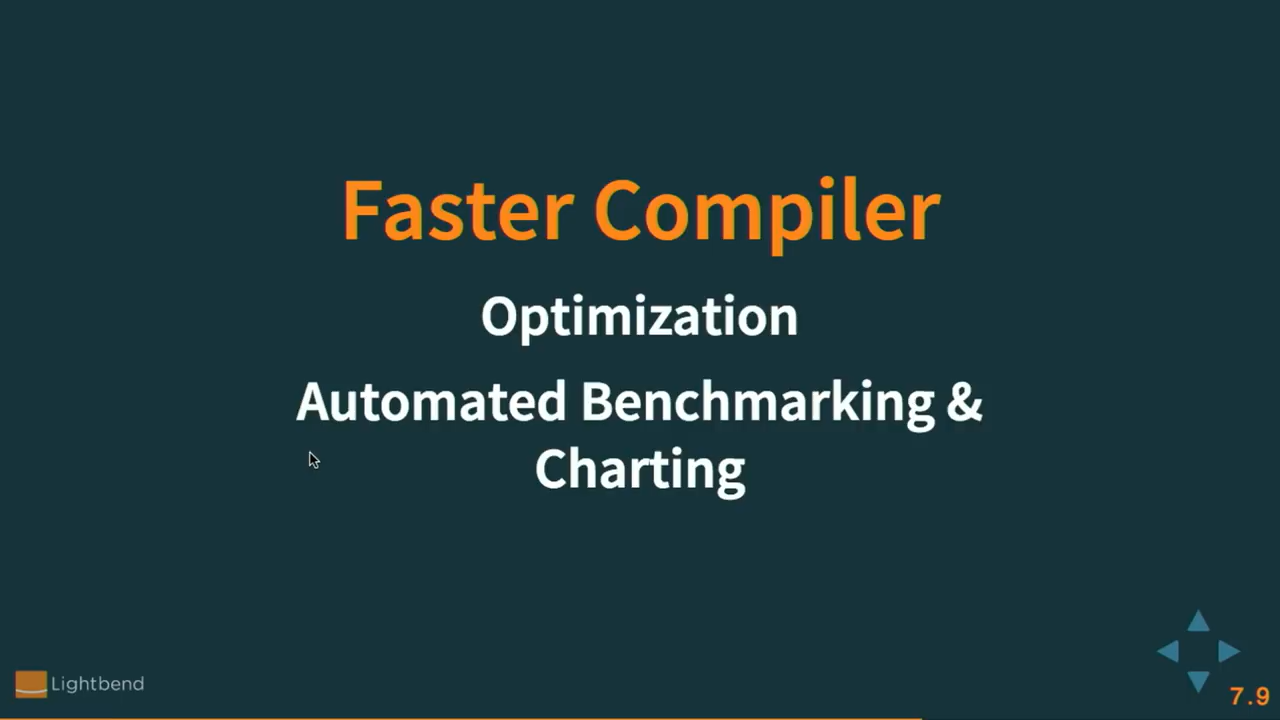 Faster Compiler
Optimization
Automated Benchmarking &
Charting
Lightbend
7.9